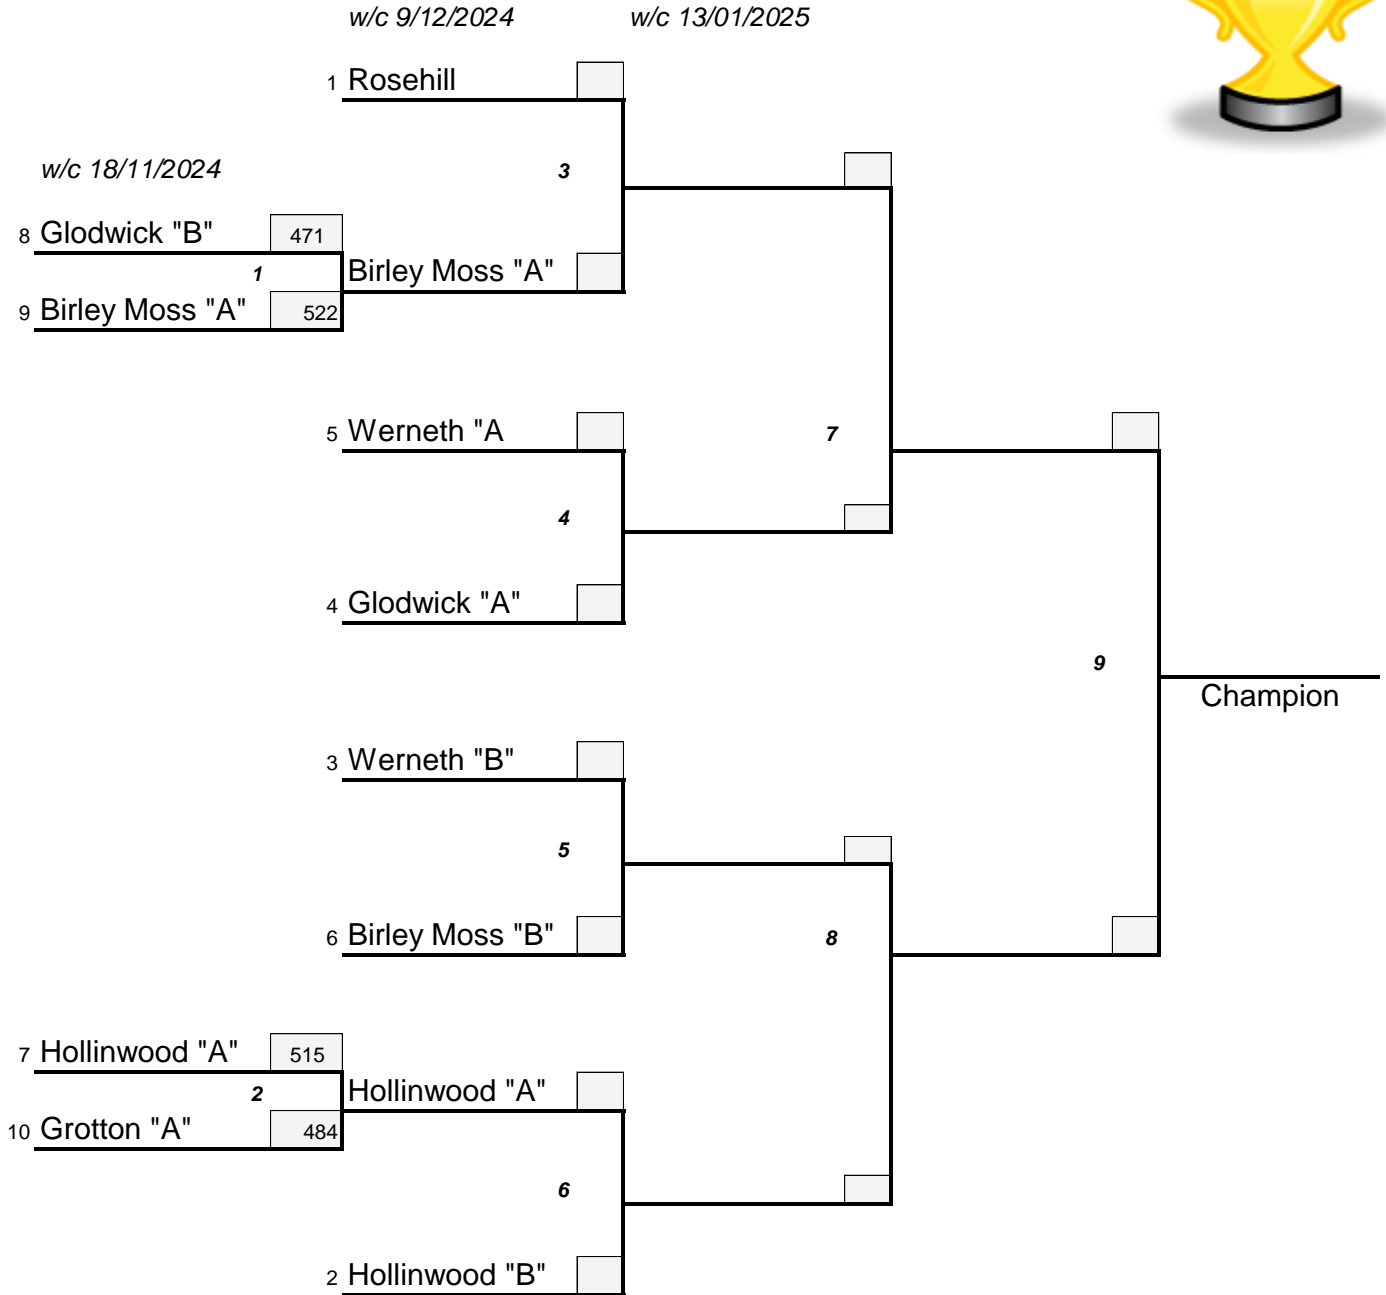 w/c 9/12/2024 w/c 13/01/2025
1 Rosehill
w/c 18/11/2024
3
8 Glodwick "B" 471
1
Birley Moss "A"
9 Birley Moss "A" 522
5 Werneth "A
7
4
4 Glodwick "A"
9
Champion
3 Werneth "B"
5
6 Birley Moss "B"
8
7 Hollinwood "A" 515
2
Hollinwood "A"
10 Grotton "A" 484
6
2 Hollinwood "B"